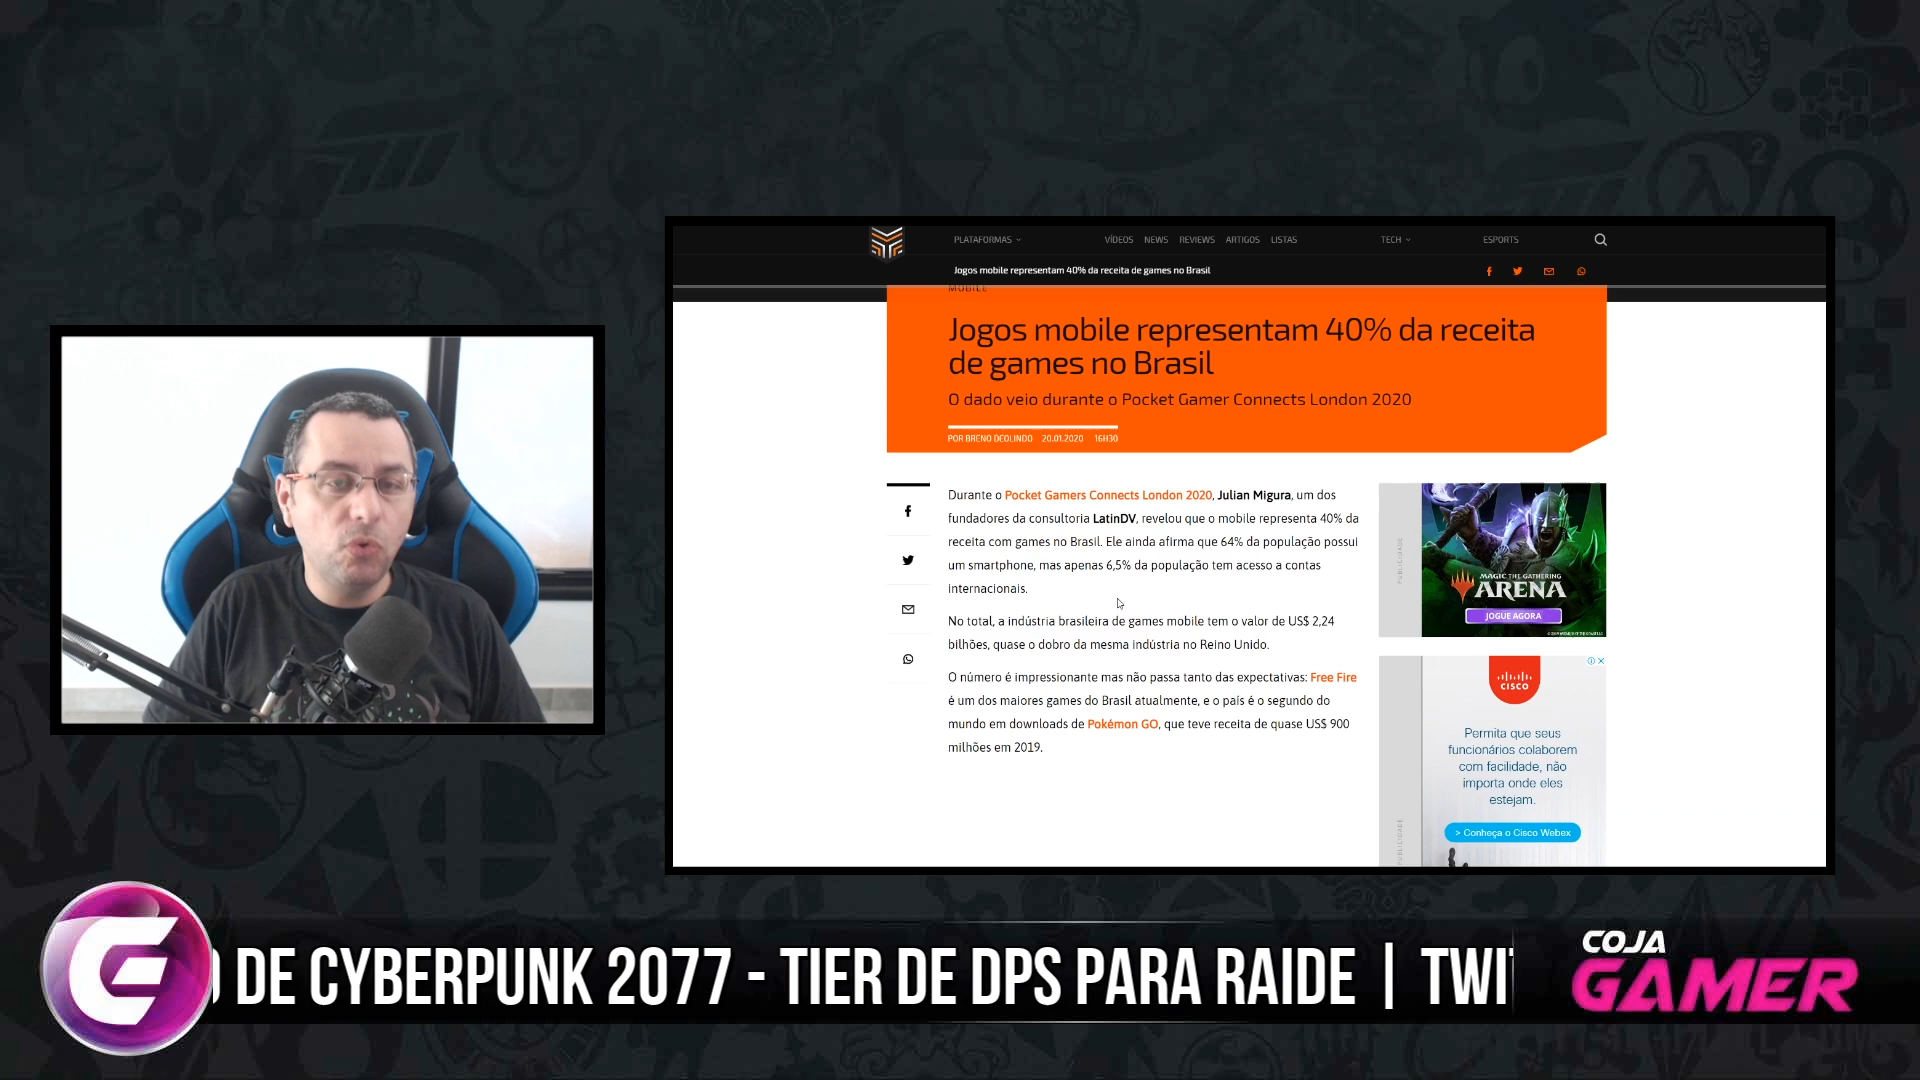 PLATAFORMAS
VÍDEOS NEWS REVIEWS ARTIGOS LISTAS
TECH
ESPORTS
Jogos mobile representam 40% da receita de games no Brasil
MOBILE
Jogos mobile representam 40% da receita
de games no Brasil
O dado veio durante o Pocket Gamer Connects London 2020
POR BRENO DEOLINDO 20.01.2020 16H30
Durante o Pocket Gamers Connects London 2020, Julian Migura, um dos
fundadores da consultoria LatinDV, revelou que o mobile representa 40% da
receita com games no Brasil. Ele ainda afirma que 64% da população possui
um smartphone, mas apenas 6,5% da população tem acesso a contas
internacionais.
No total, a indústria brasileira de games mobile tem o valor de US$ 2,24
bilhões, quase o dobro da mesma indústria no Reino Unido.
O número é impressionante mas não passa tanto das expectativas: Free Fire
é um dos maiores games do Brasil atualmente, e o país é o segundo do
mundo em downloads de Pokémon GO, que teve receita de quase US$ 900
milhões em 2019.
PUBLICIDADE
MAGIC THE GATHERING
ARENA
JOGUE AGORA
PUBLICIDADE
CISCO
Permita que seus
funcionários colaborem
com facilidade, não
importa onde eles
estejam.
> Conheça o Cisco Webex
O DE CYBERPUNK 2077 - TIER DE DPS PARA RAIDE | TWIT
COJA
GAMER